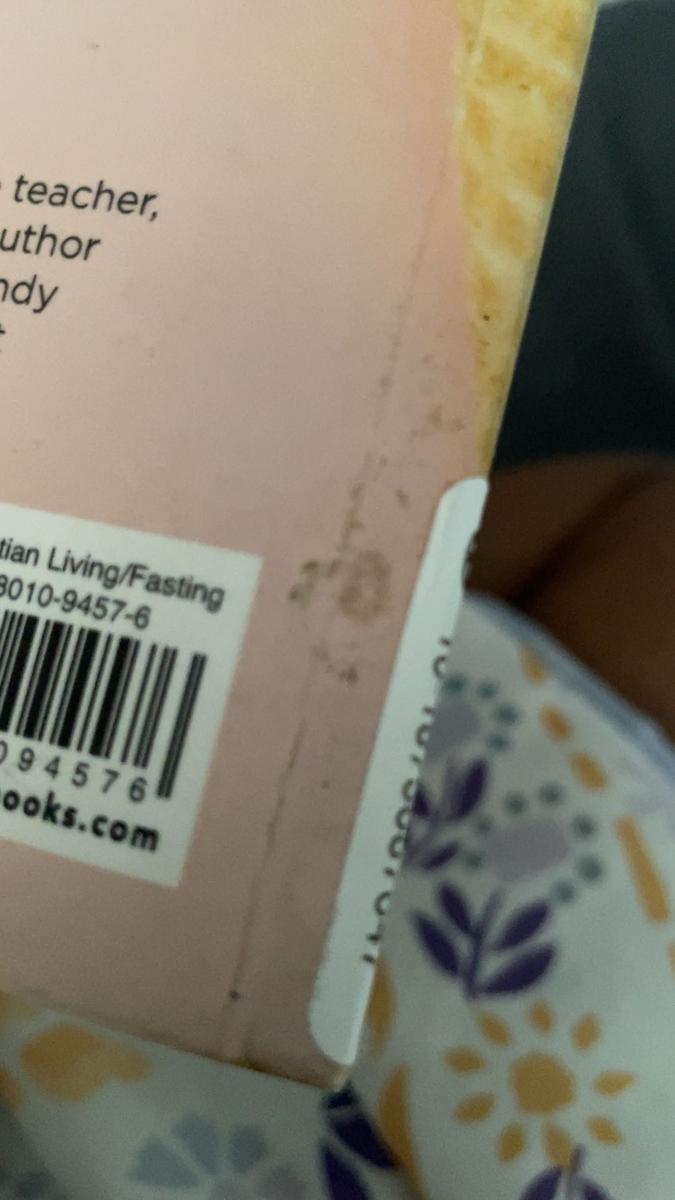 teacher,
uthor
ndy
tian Living/Fasting
8010-9457-6
094576
ooks.com